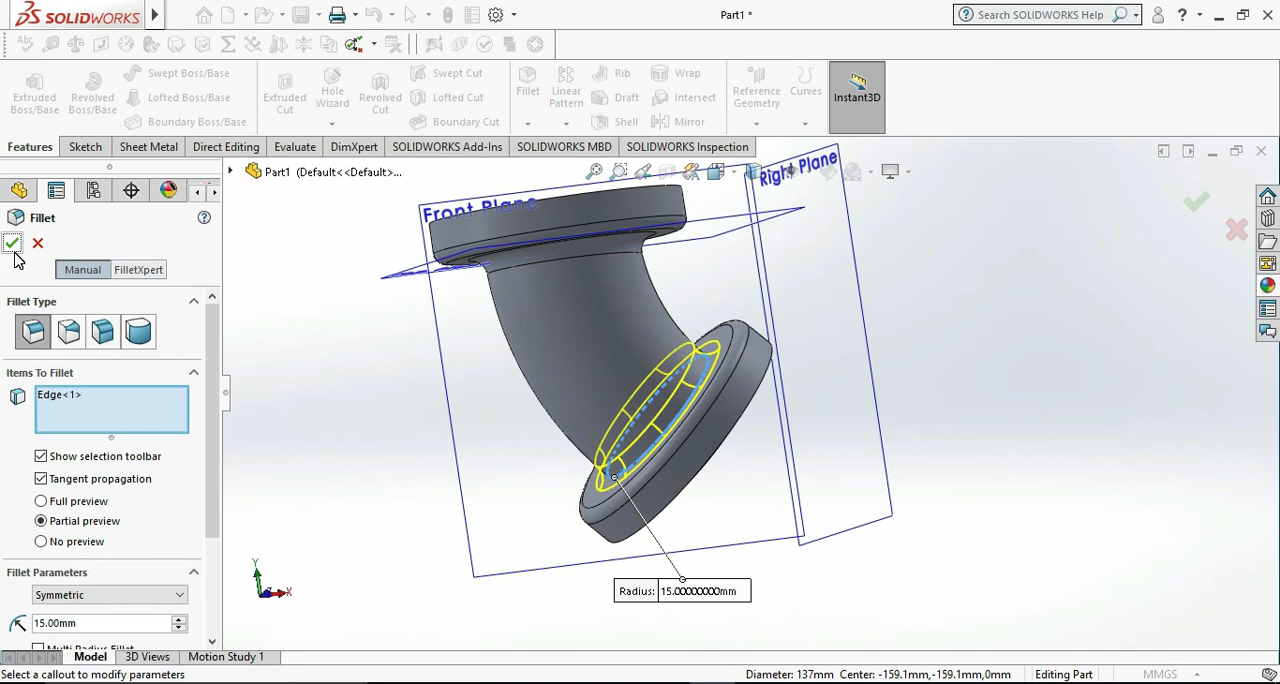 SOLIDWORKS
Part1 *
Search SOLIDWORKS Help
?
Extruded Boss/Base
Revolved Boss/Base
Swept Boss/Base
Lofted Boss/Base
Boundary Boss/Base
Extruded Cut
Hole Wizard
Revolved Cut
Swept Cut
Lofted Cut
Boundary Cut
Fillet
Linear Pattern
Rib
Draft
Shell
Wrap
Intersect
Mirror
Reference Geometry
Curves
Instant3D
Features
Sketch
Sheet Metal
Direct Editing
Evaluate
DimXpert
SOLIDWORKS Add-Ins
SOLIDWORKS MBD
SOLIDWORKS Inspection
Part1 (Default<<Default>...
Fillet
Manual
FilletXpert
Fillet Type
Items To Fillet
Edge<1>
Show selection toolbar
Tangent propagation
Full preview
Partial preview
No preview
Fillet Parameters
Symmetric
15.00mm
Multi Radius Fillet
Front Plane
Right Plane
Radius: 15.00000000mm
Y
X
Z
Model
3D Views
Motion Study 1
Select a callout to modify parameters
Diameter: 137mm Center: -159.1mm,-159.1mm,0mm
Editing Part
MMGS